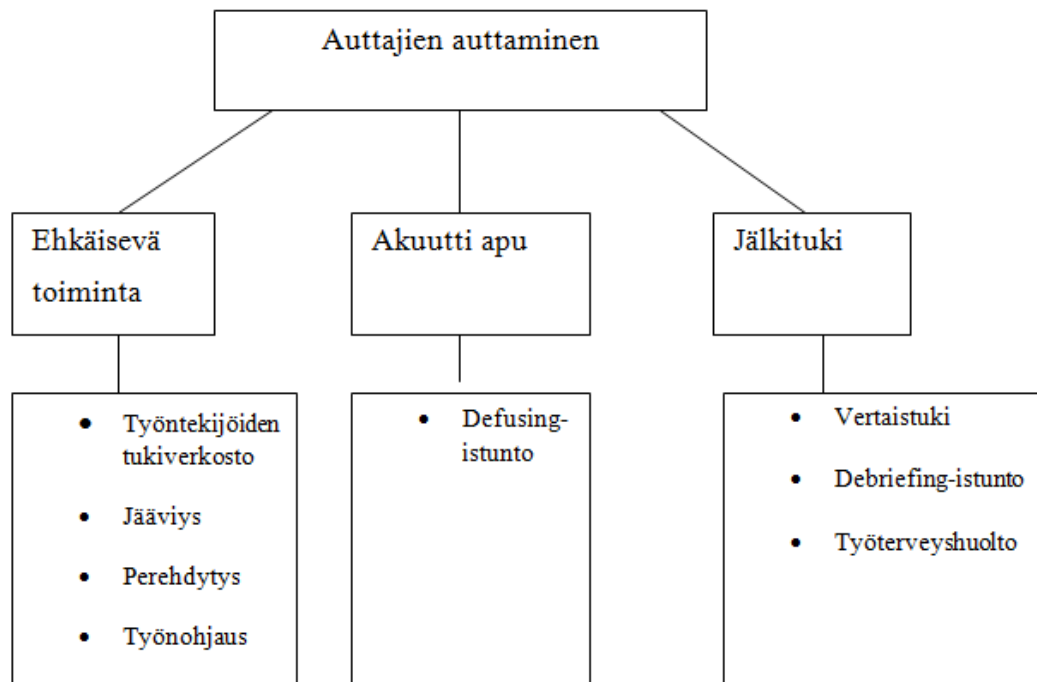 Auttajien auttaminen
Ehkäisevä
toiminta
Akuutti apu
Jälkituki
• Työntekijöiden
tukiverkosto
• Jääviys
• Perehdytys
• Työnohjaus
• Defusing-
istunto
• Vertaistuki
• Debriefing-istunto
• Työterveyshuolto